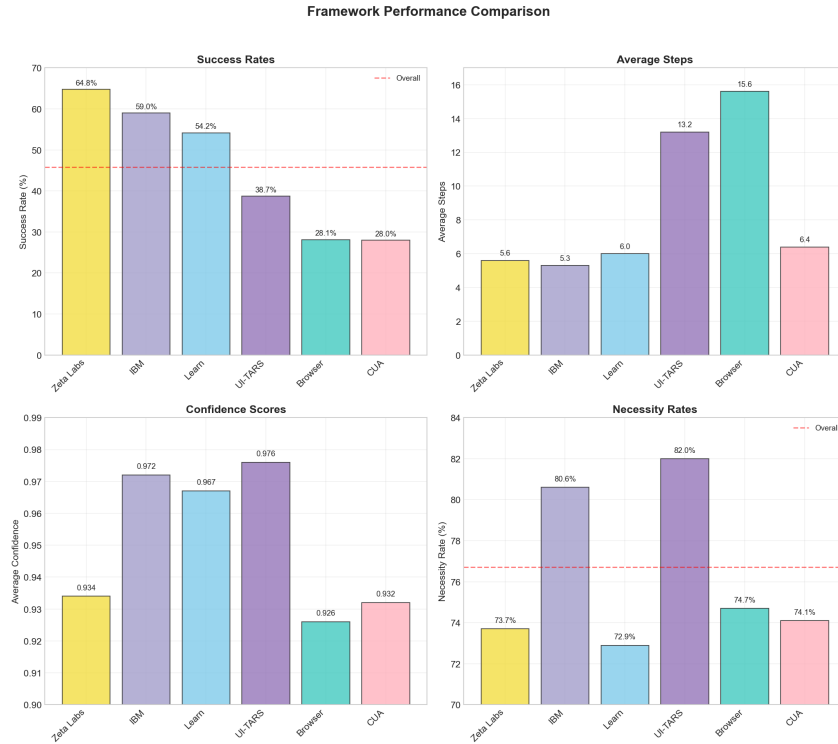 Framework Performance Comparison
Success Rates
Success Rate (%)
70
60
50
40
30
20
10
0
64.8%
59.0%
54.2%
38.7%
28.1%
28.0%
Overall
Zeta Labs
IBM
Learn
UI-TARS
Browser
CUA
Average Steps
Average Steps
16
14
12
10
8
6
4
2
0
5.6
5.3
6.0
13.2
15.6
6.4
Zeta Labs
IBM
Learn
UI-TARS
Browser
CUA
Confidence Scores
Average Confidence
0.99
0.98
0.97
0.96
0.95
0.94
0.93
0.92
0.91
0.90
0.934
0.972
0.967
0.976
0.926
0.932
Zeta Labs
IBM
Learn
UI-TARS
Browser
CUA
Necessity Rates
Necessity Rate (%)
84
82
80
78
76
74
72
70
73.7%
80.6%
72.9%
82.0%
74.7%
74.1%
Overall
Zeta Labs
IBM
Learn
UI-TARS
Browser
CUA